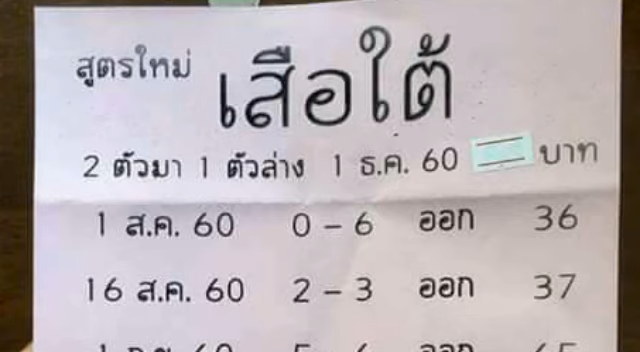 สูตรใหม่ เสือใต้
2 ตัวมา 1 ตัวล่าง 1 ธ.ค. 60 บาท
1 ส.ค. 60 0 - 6 ออก 36
16 ส.ค. 60 2 - 3 ออก 37